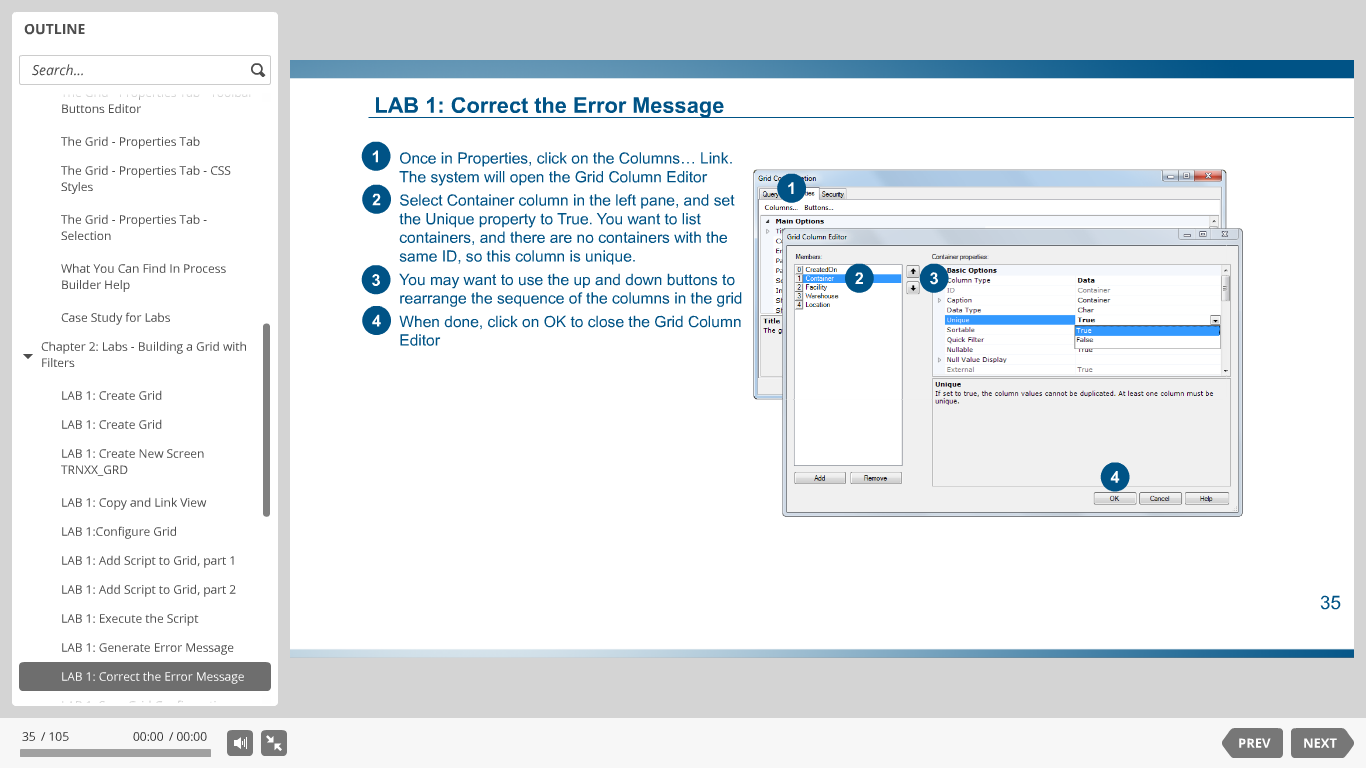 OUTLINE
Search...
The Grid - Properties Tab - Toolbar
Buttons Editor
The Grid - Properties Tab
The Grid - Properties Tab - CSS
Styles
The Grid - Properties Tab -
Selection
What You Can Find In Process
Builder Help
Case Study for Labs
Chapter 2: Labs - Building a Grid with
Filters
LAB 1: Create Grid
LAB 1: Create Grid
LAB 1: Create New Screen
TRNXX_GRD
LAB 1: Copy and Link View
LAB 1:Configure Grid
LAB 1: Add Script to Grid, part 1
LAB 1: Add Script to Grid, part 2
LAB 1: Execute the Script
LAB 1: Generate Error Message
LAB 1: Correct the Error Message
LAB 1: Correct the Error Message
1 Once in Properties, click on the Columns… Link.
The system will open the Grid Column Editor
2 Select Container column in the left pane, and set
the Unique property to True. You want to list
containers, and there are no containers with the
same ID, so this column is unique.
3 You may want to use the up and down buttons to
rearrange the sequence of the columns in the grid
4 When done, click on OK to close the Grid Column
Editor
1
Security
Columns... Buttons...
Main Options
Grid Column Editor
Members:
0 CreatedOn
1 Container
2 Facility
3 Warehouse
4 Location
2
3
Add
Remove
Container properties:
Basic Options
Column Type Data
ID Container
Caption Container
Data Type Char
Unique True
Sortable True
Quick Filter False
Nullable True
Null Value Display
External True
Unique
If set to true, the column values cannot be duplicated. At least one column must be
unique.
Title
The g
4
OK
Cancel
Help
35
35 / 105
00:00 / 00:00
PREV
NEXT